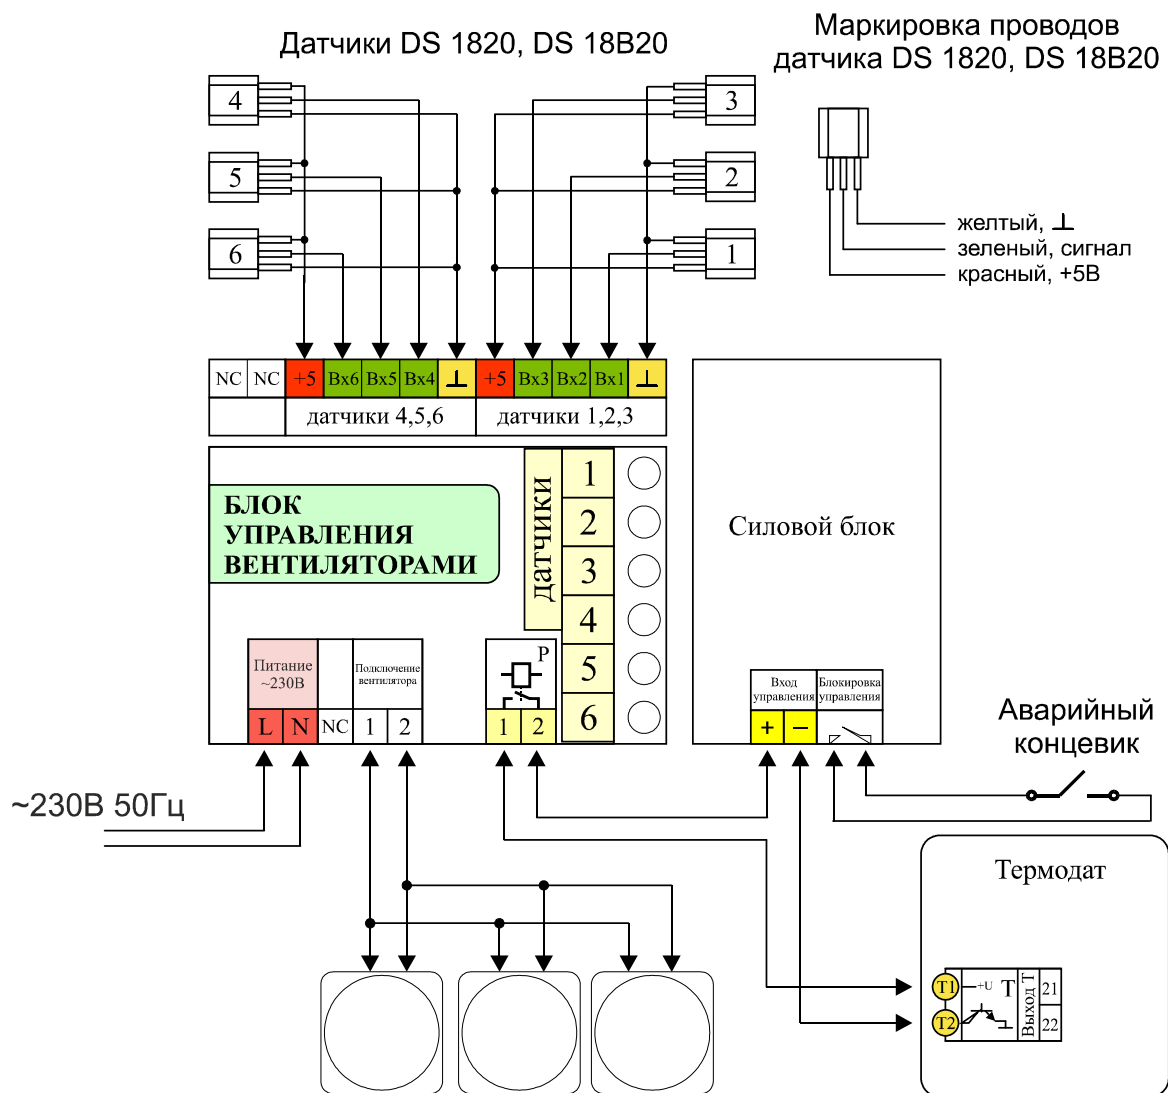 Датчики DS 1820, DS 18B20
Маркировка проводов
датчика DS 1820, DS 18B20
4
5
6
3
2
1
желтый, ⊥
зеленый, сигнал
красный, +5В
NC NC +5 Вх6 Вх5 Вх4 ⊥ +5 Вх3 Вх2 Вх1 ⊥
датчики 4,5,6 датчики 1,2,3
БЛОК
УПРАВЛЕНИЯ
ВЕНТИЛЯТОРАМИ
датчики
1
2
3
4
5
6
Силовой блок
Питание
~230В
Подключение
вентилятора
L N NC 1 2
P
1 2
Вход
управления
Блокировка
управления
+ –
Аварийный
концевик
~230В 50Гц
Термодат
T1 +U T
T2
Выход Т
21
22